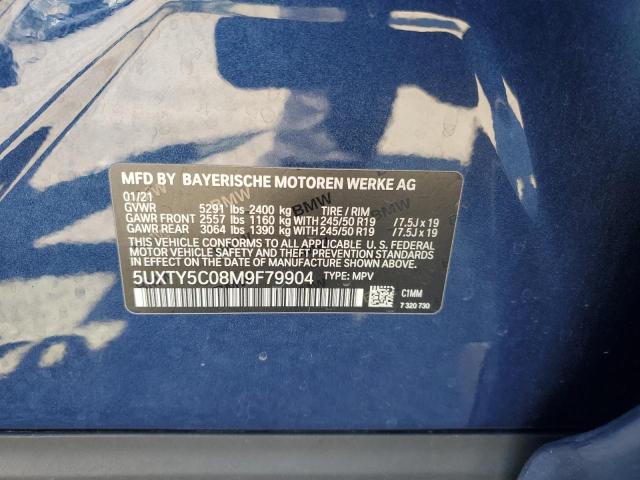 MFD BY BAYERISCHE MOTOREN WERKE AG
01/21
GVWR 5291 lbs 2400 kg TIRE / RIM
GAWR FRONT 2557 lbs 1160 kg WITH 245/50 R19 /7.5J x 19
GAWR REAR 3064 lbs 1390 kg WITH 245/50 R19 /7.5J x 19
THIS VEHICLE CONFORMS TO ALL APPLICABLE U.S. FEDERAL
MOTOR VEHICLE SAFETY, BUMPER, AND THEFT PREVENTION STANDARDS
IN EFFECT ON THE DATE OF MANUFACTURE SHOWN ABOVE.
5UXTY5C08M9F79904 TYPE: MPV
C1MM
7 320 730